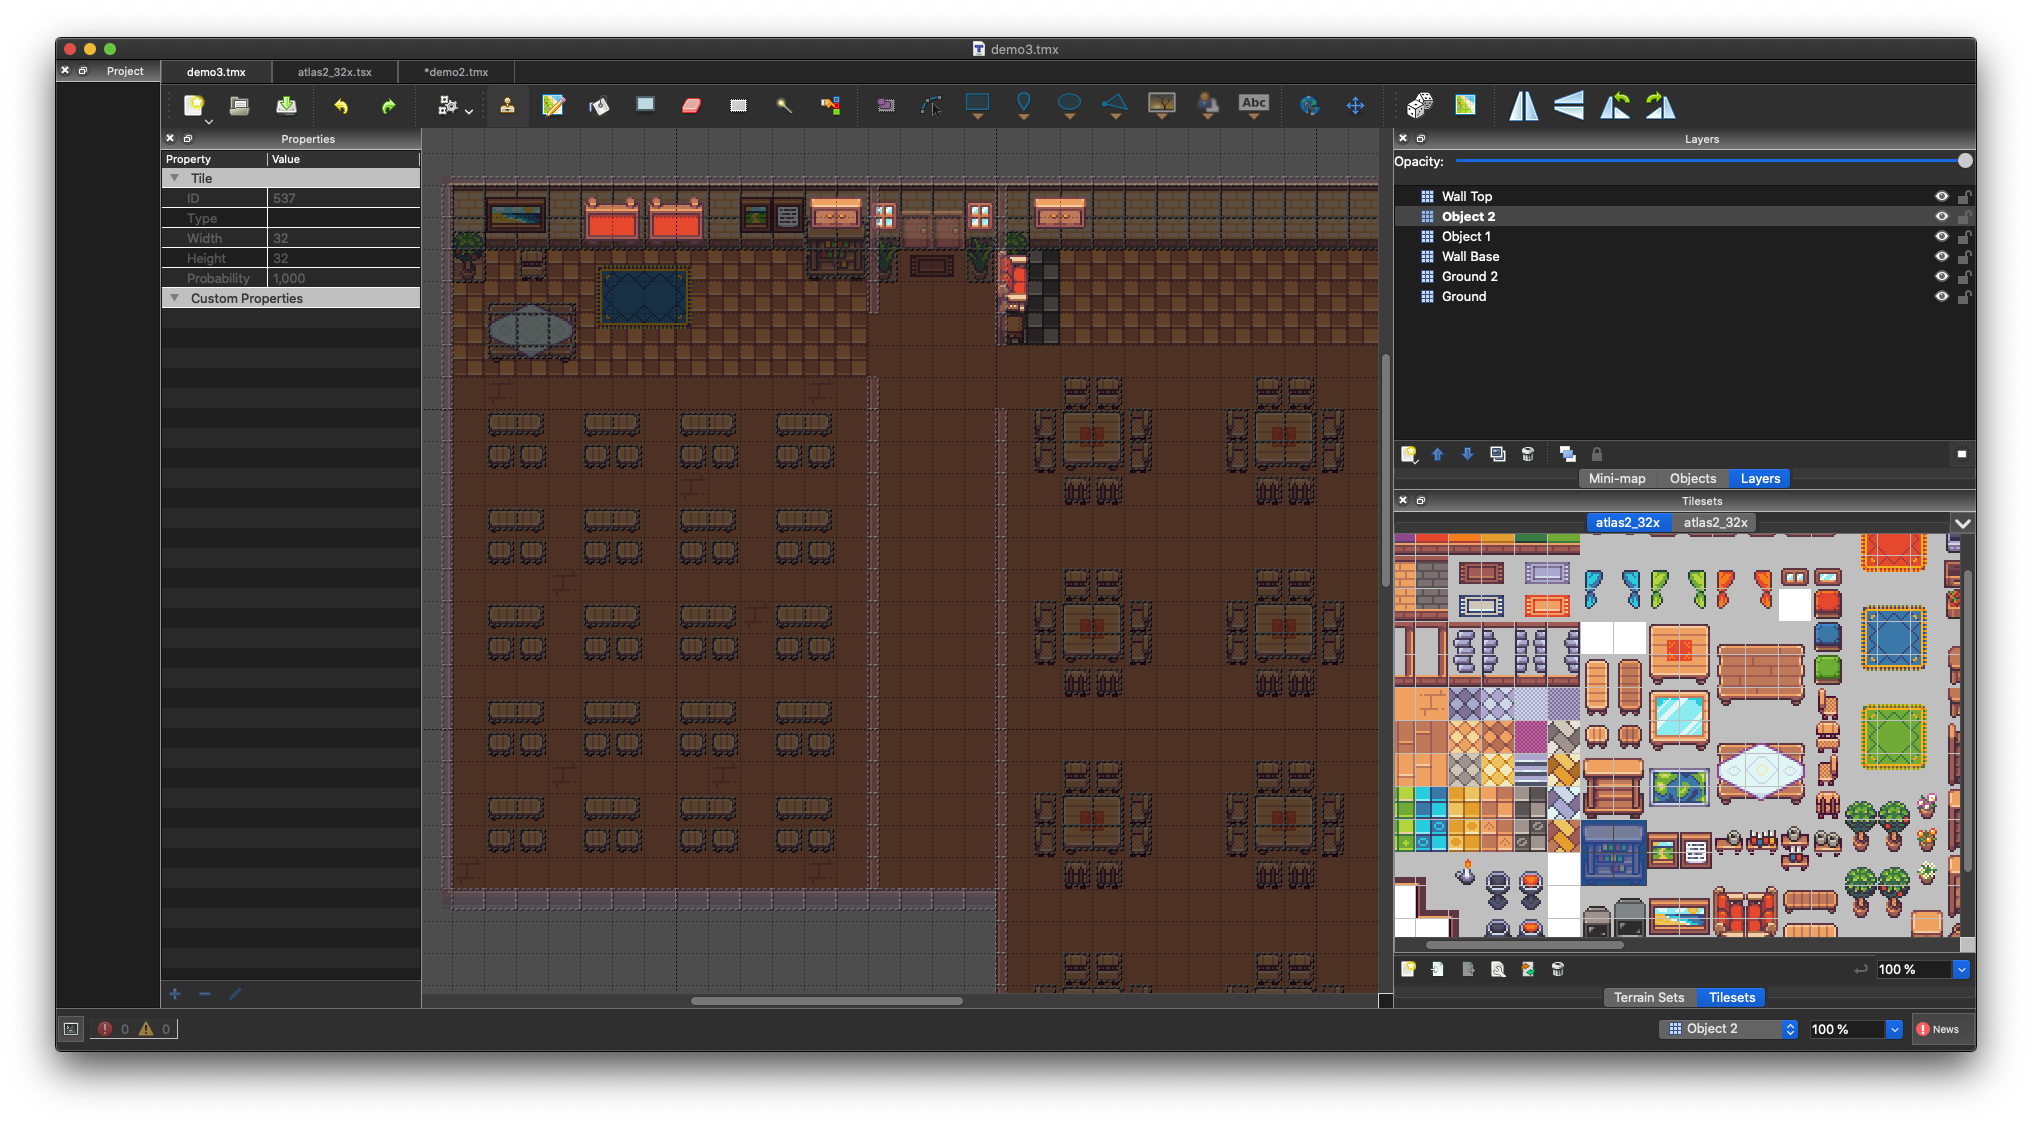 demo3.tmx
Project
demo3.tmx
atlas2_32x.tsx
*demo2.tmx
Abc
Properties
Property Value
Tile
ID 537
Type
Width 32
Height 32
Probability 1,000
Custom Properties
Layers
Opacity:
Wall Top
Object 2
Object 1
Wall Base
Ground 2
Ground
Mini-map Objects Layers
Tilesets
atlas2_32x atlas2_32x
100 %
Terrain Sets Tilesets
0 0
Object 2
100 %
News